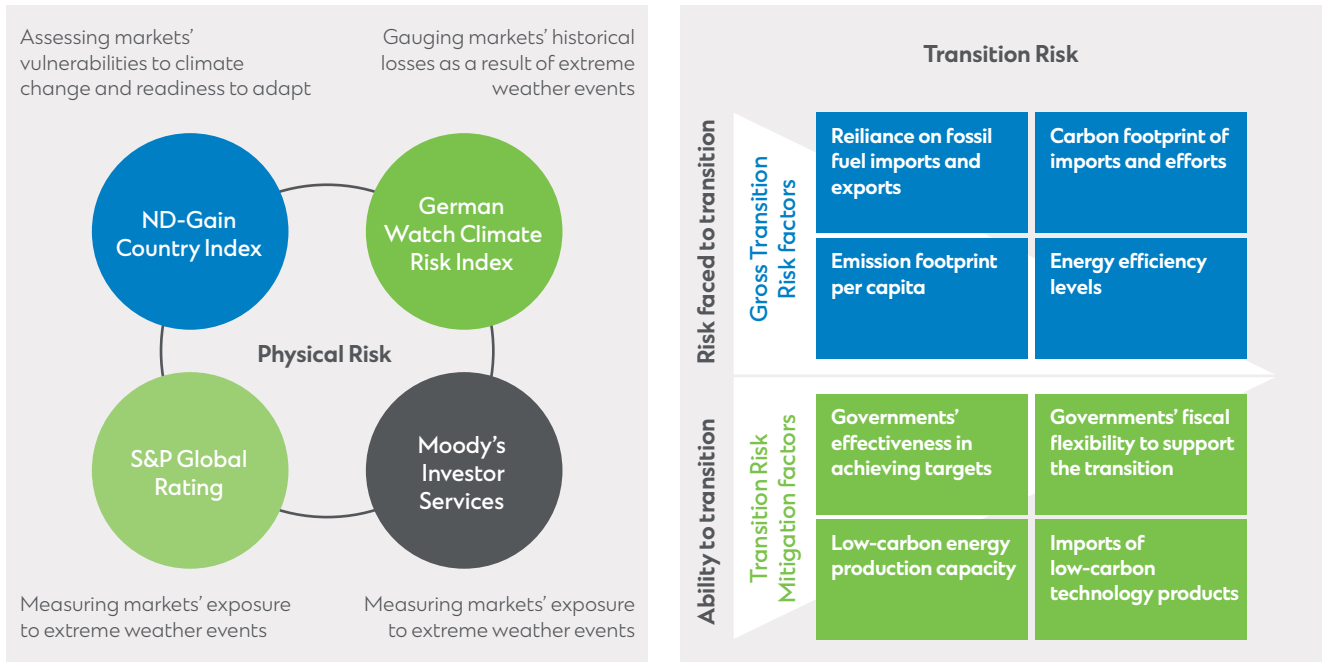 Assessing markets'
vulnerabilities to climate
change and readiness to adapt
Gauging markets' historical
losses as a result of extreme
weather events
ND-Gain
Country Index
German
Watch Climate
Risk Index
Physical Risk
S&P Global
Rating
Moody's
Investor
Services
Measuring markets' exposure
to extreme weather events
Measuring markets' exposure
to extreme weather events
Transition Risk
Risk faced to transition
Gross Transition
Risk factors
Reiliance on fossil
fuel imports and
exports
Carbon footprint of
imports and efforts
Emission footprint
per capita
Energy efficiency
levels
Ability to transition
Transition Risk
Mitigation factors
Governments'
effectiveness in
achieving targets
Governments' fiscal
flexibility to support
the transition
Low-carbon energy
production capacity
Imports of
low-carbon
technology products